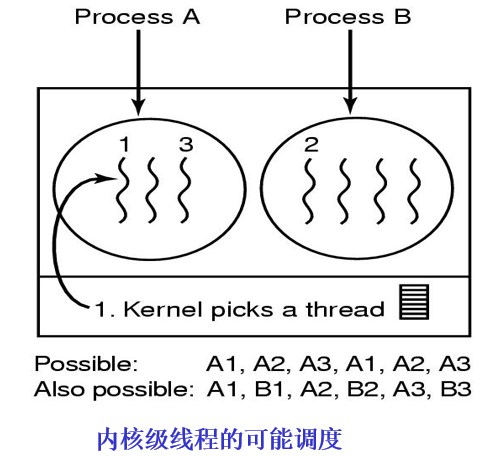 Process A Process B
1 3 2
1. Kernel picks a thread
Possible: A1, A2, A3, A1, A2, A3
Also possible: A1, B1, A2, B2, A3, B3
内核级线程的可能调度